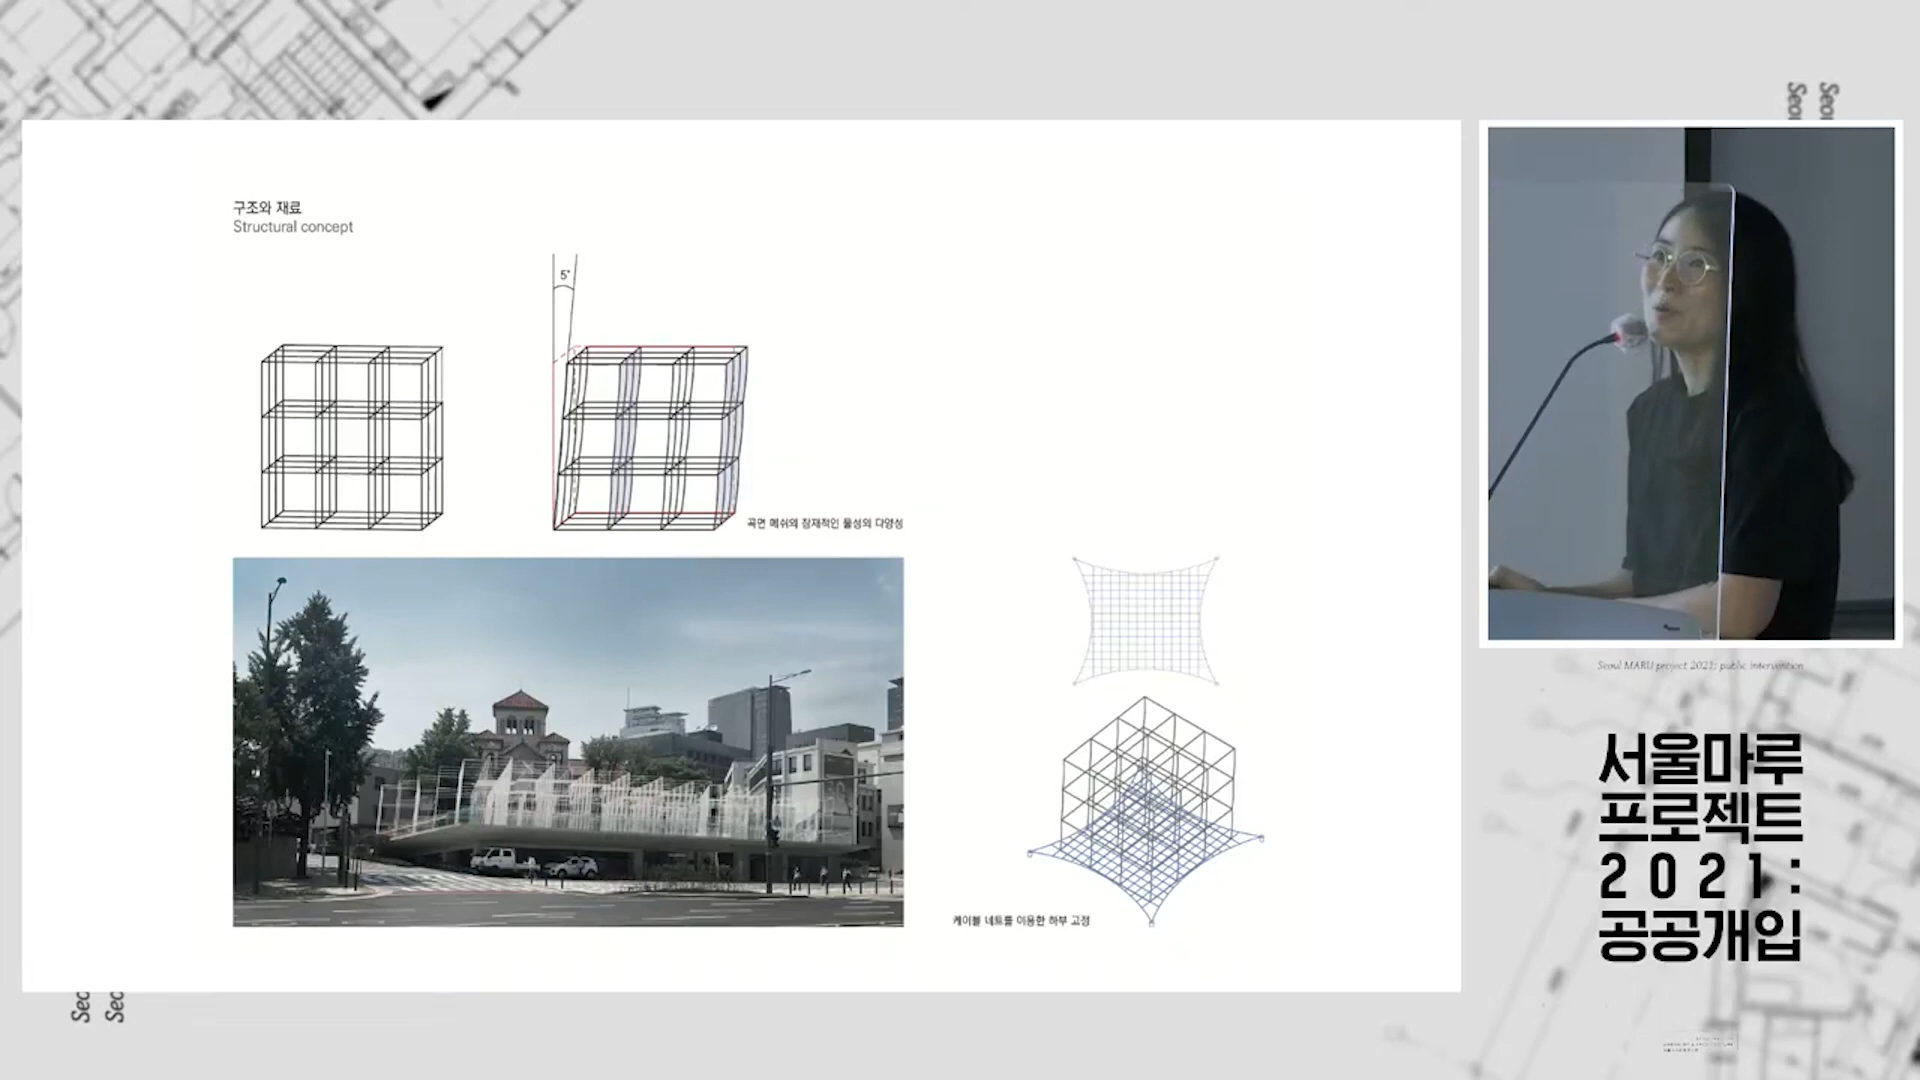 구조와 재료
Structural concept
5°
곡면 메쉬의 잠재적인 물성의 다양성
케이블 네트를 이용한 하부 고정
Seoul MARU project 2021: public intervention
서울마루
프로젝트
2021:
공공개입